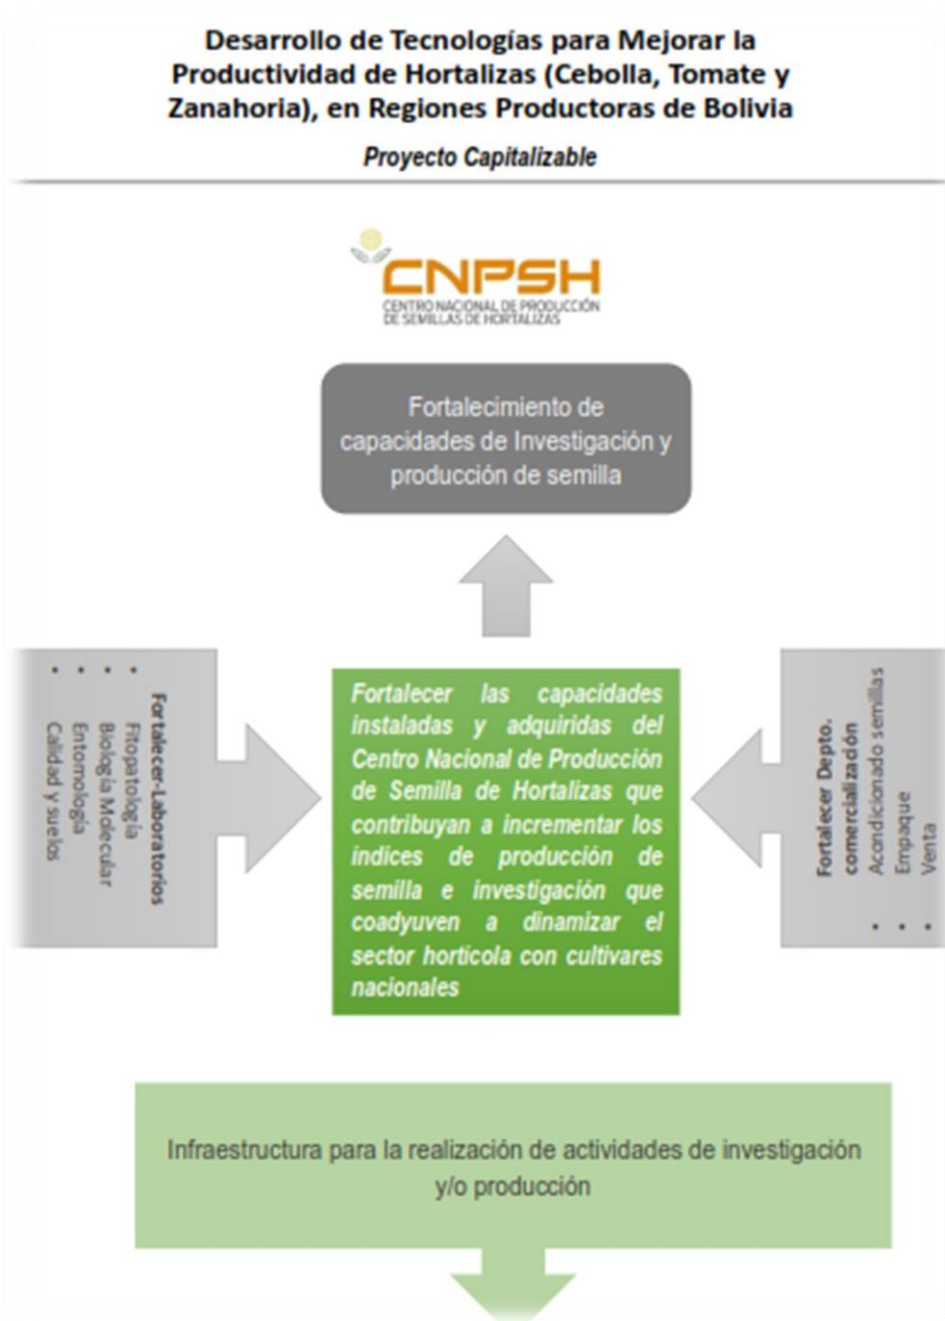 Desarrollo de Tecnologías para Mejorar la
Productividad de Hortalizas (Cebolla, Tomate y
Zanahoria), en Regiones Productoras de Bolivia
Proyecto Capitalizable
CNPSH
CENTRO NACIONAL DE PRODUCCIÓN
DE SEMILLAS DE HORTALIZAS
Fortalecimiento de
capacidades de Investigación y
producción de semilla
Fortalecer-Laboratorios
• Fitopatología
• Biología Molecular
• Entomología
• Calidad y suelos
Fortalecer las capacidades
instaladas y adquiridas del
Centro Nacional de Producción
de Semilla de Hortalizas que
contribuyan a incrementar los
índices de producción de
semilla e investigación que
coadyuven a dinamizar el
sector hortícola con cultivares
nacionales
Fortalecer Depto.
comercialización
• Acondicionado semillas
• Empaque
• Venta
Infraestructura para la realización de actividades de investigación
y/o producción